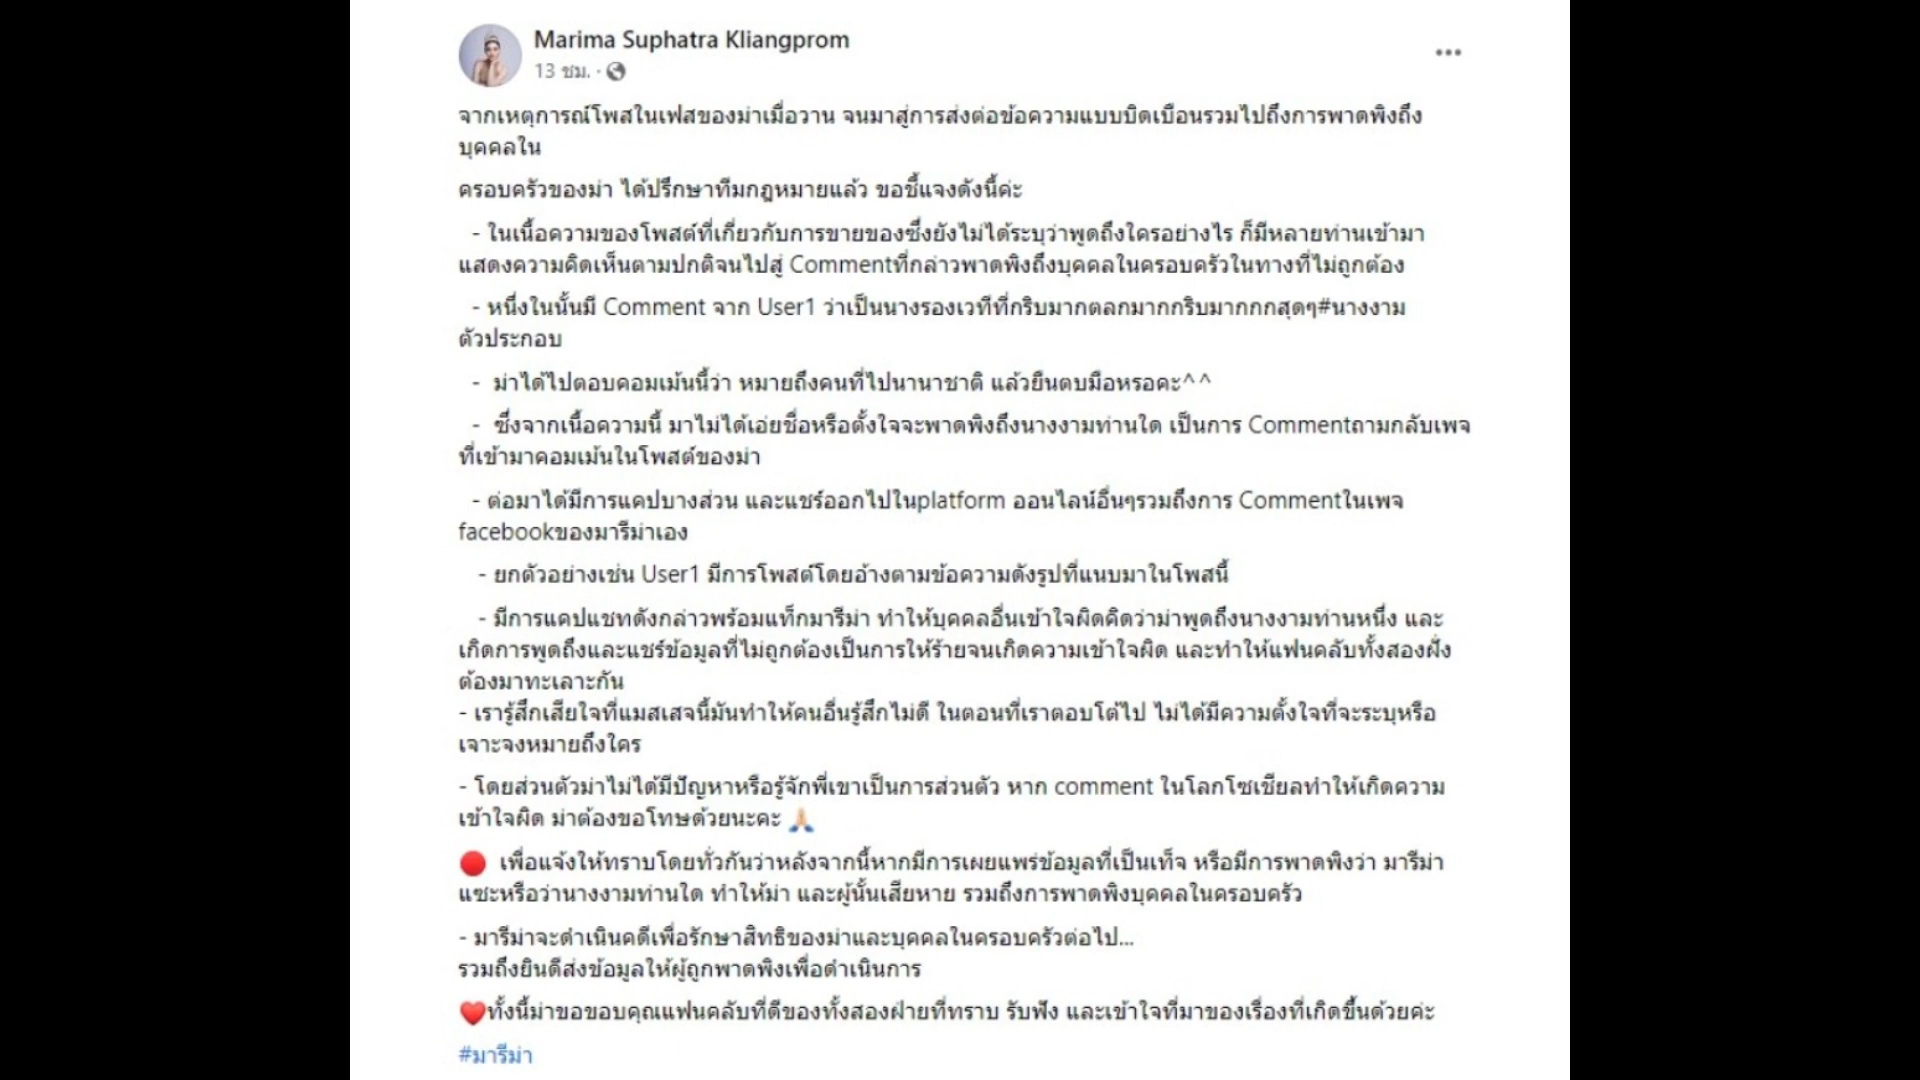 Marima Suphatra Kliangprom
13 ชม. ·
จากเหตุการณ์โพสในเฟสของม่าเมื่อวาน จนมาสู่การส่งต่อข้อความแบบบิดเบือนรวมไปถึงการพาดพิงถึง
บุคคลใน
ครอบครัวของม่า ได้ปรึกษาทีมกฎหมายแล้ว ขอชี้แจงดังนี้ค่ะ
- ในเนื้อความของโพสต์ที่เกี่ยวกับการขายของซึ่งยังไม่ได้ระบุว่าพูดถึงใครอย่างไร ก็มีหลายท่านเข้ามา
แสดงความคิดเห็นตามปกติจนไปสู่ Commentที่กล่าวพาดพิงถึงบุคคลในครอบครัวในทางที่ไม่ถูกต้อง
- หนึ่งในนั้นมี Comment จาก User1 ว่าเป็นนางรองเวทีที่กริบมากตลกมากกริบมากกกสุดๆ#นางงาม
ตัวประกอบ
- ม่าได้ไปตอบคอมเม้นนี้ว่า หมายถึงคนที่ไปนานาชาติ แล้วยืนตบมือหรอคะ^^
- ซึ่งจากเนื้อความนี้ มาไม่ได้เอ่ยชื่อหรือตั้งใจจะพาดพิงถึงนางงามท่านใด เป็นการ Commentถามกลับเพจ
ที่เข้ามาคอมเม้นในโพสต์ของม่า
- ต่อมาได้มีการแคปบางส่วน และแชร์ออกไปในplatform ออนไลน์อื่นๆรวมถึงการ Commentในเพจ
facebookของมารีม่าเอง
- ยกตัวอย่างเช่น User1 มีการโพสต์โดยอ้างตามข้อความดังรูปที่แนบมาในโพสนี้
- มีการแคปแชทดังกล่าวพร้อมแท็กมารีม่า ทำให้บุคคลอื่นเข้าใจผิดคิดว่าม่าพูดถึงนางงามท่านหนึ่ง และ
เกิดการพูดถึงและแชร์ข้อมูลที่ไม่ถูกต้องเป็นการให้ร้ายจนเกิดความเข้าใจผิด และทำให้แฟนคลับทั้งสองฝั่ง
ต้องมาทะเลาะกัน
- เรารู้สึกเสียใจที่แมสเสจนี้มันทำให้คนอื่นรู้สึกไม่ดี ในตอนที่เราตอบโต้ไป ไม่ได้มีความตั้งใจที่จะระบุหรือ
เจาะจงหมายถึงใคร
- โดยส่วนตัวม่าไม่ได้มีปัญหาหรือรู้จักพี่เขาเป็นการส่วนตัว หาก comment ในโลกโซเชียลทำให้เกิดความ
เข้าใจผิด ม่าต้องขอโทษด้วยนะคะ 🙏🏻
🔴 เพื่อแจ้งให้ทราบโดยทั่วกันว่าหลังจากนี้หากมีการเผยแพร่ข้อมูลที่เป็นเท็จ หรือมีการพาดพิงว่า มารีม่า
แซะหรือว่านางงามท่านใด ทำให้ม่า และผู้นั้นเสียหาย รวมถึงการพาดพิงบุคคลในครอบครัว
- มารีม่าจะดำเนินคดีเพื่อรักษาสิทธิของม่าและบุคคลในครอบครัวต่อไป...
รวมถึงยินดีส่งข้อมูลให้ผู้ถูกพาดพิงเพื่อดำเนินการ
❤️ทั้งนี้ม่าขอขอบคุณแฟนคลับที่ดีของทั้งสองฝ่ายที่ทราบ รับฟัง และเข้าใจที่มาของเรื่องที่เกิดขึ้นด้วยค่ะ
#มารีม่า